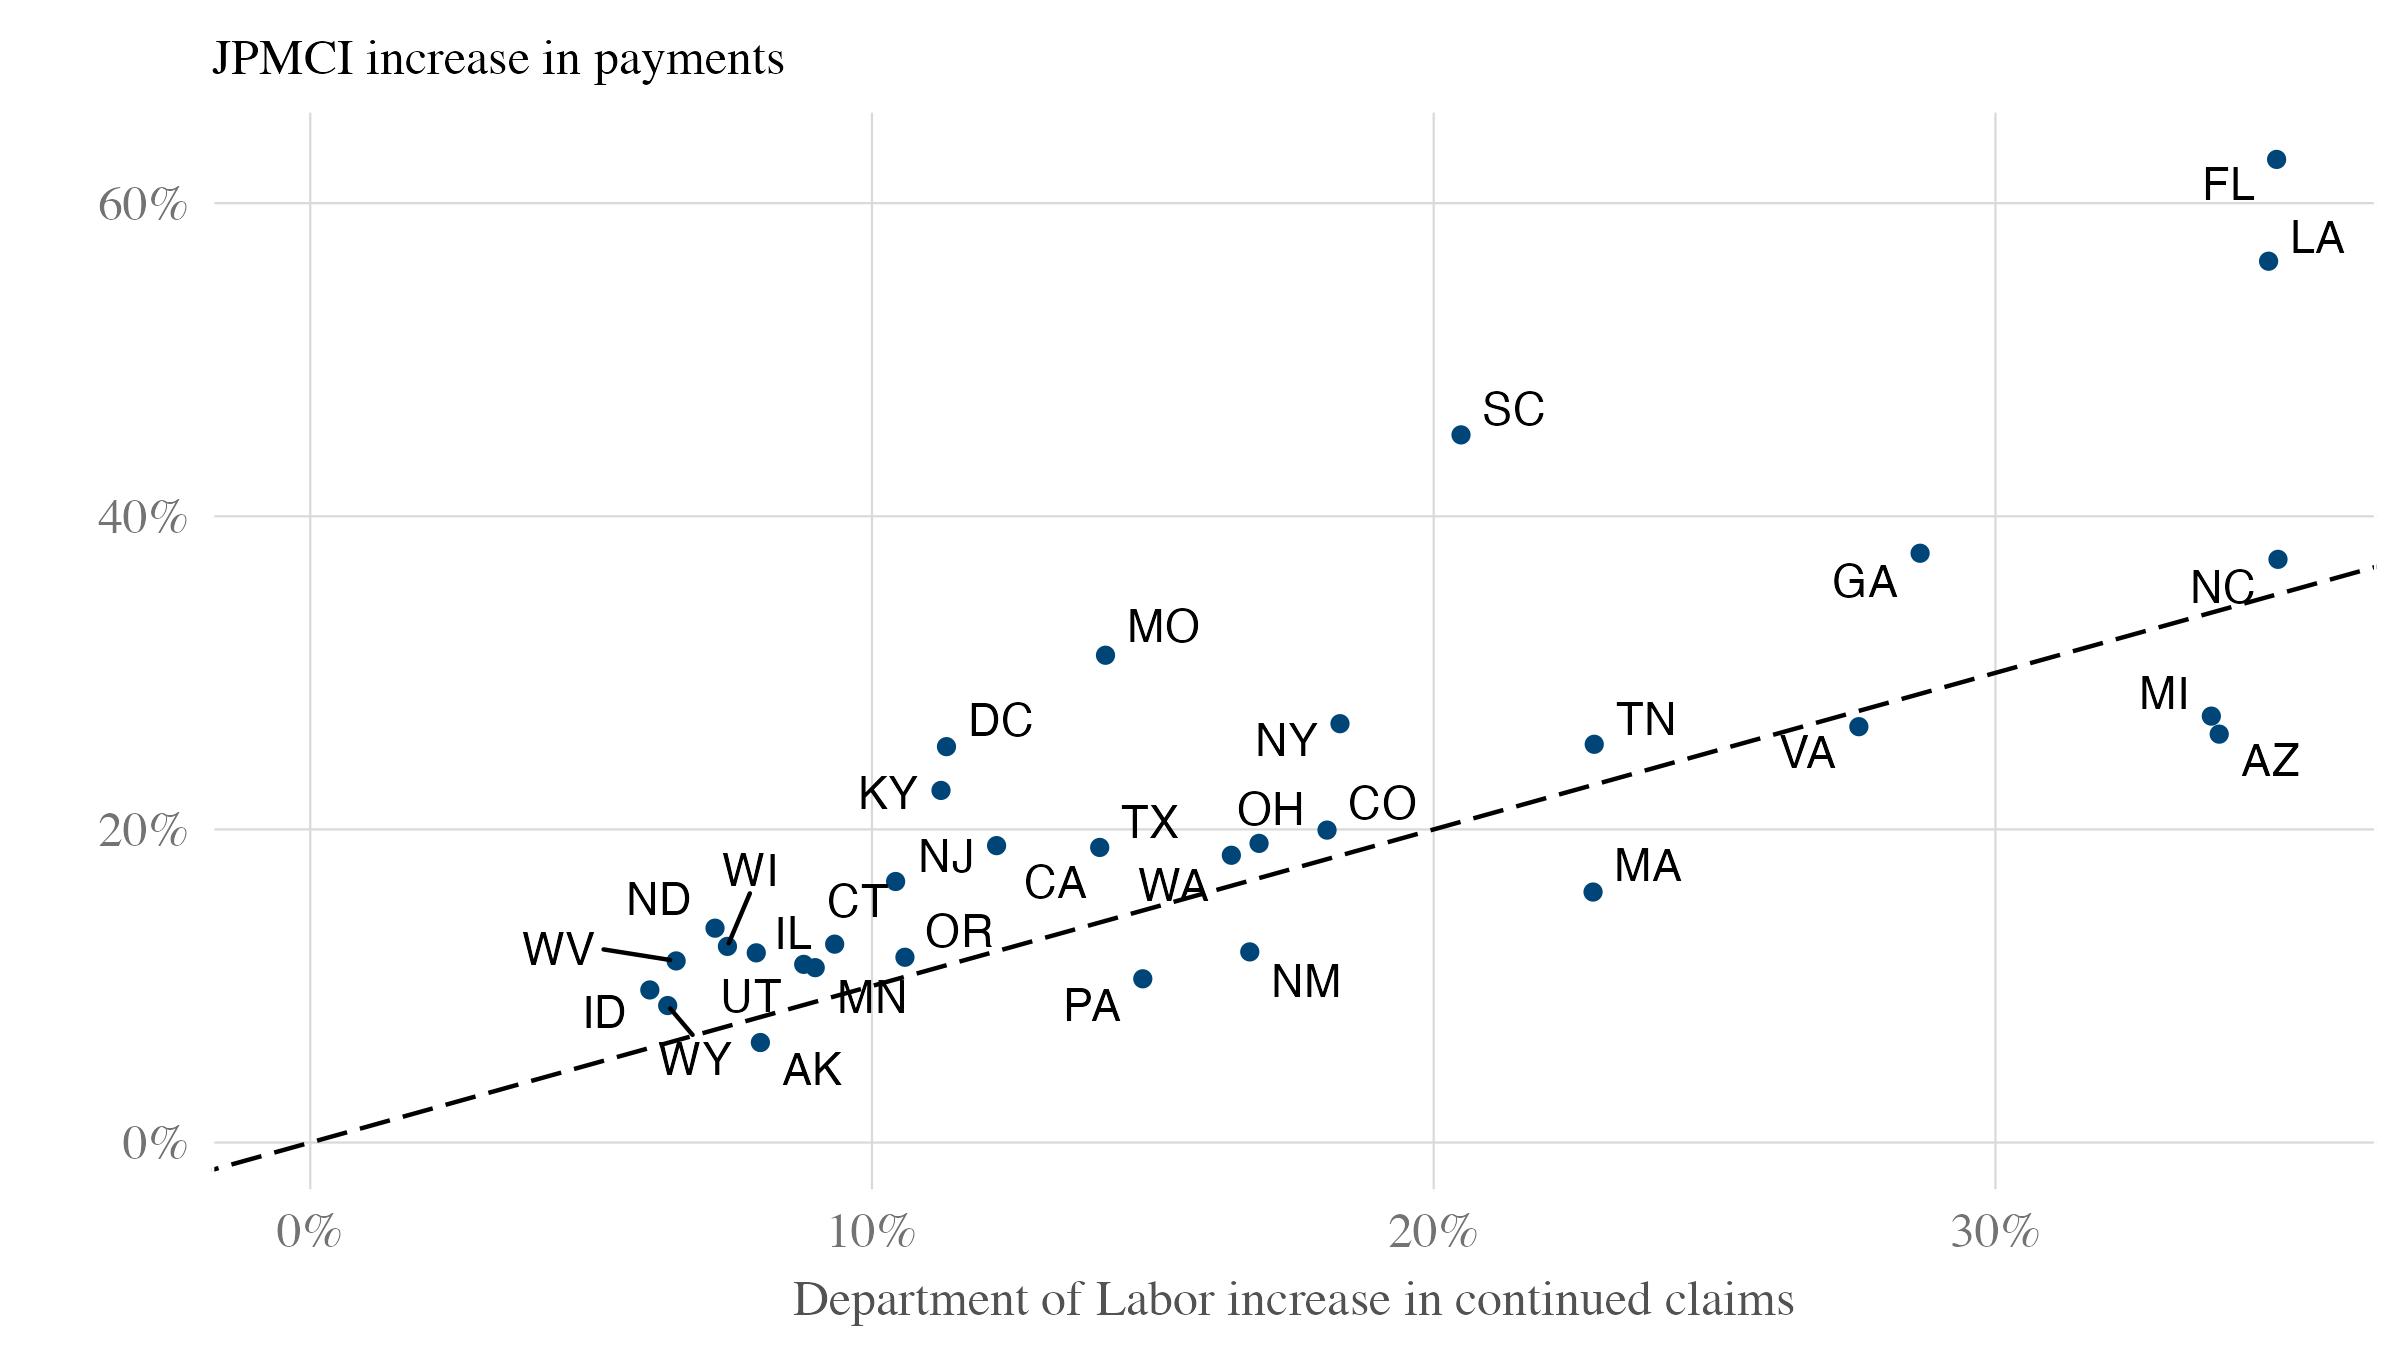 JPMCI increase in payments
60%
FL
LA
SC
40%
GA
NC
MO
MI
DC
NY
TN
VA
AZ
KY
OH
CO
TX
20%
NJ
MA
WI
CA
WA
ND
CT
IL
OR
WV
NM
UT
MN
PA
ID
WY
AK
0%
0%
10%
20%
30%
Department of Labor increase in continued claims